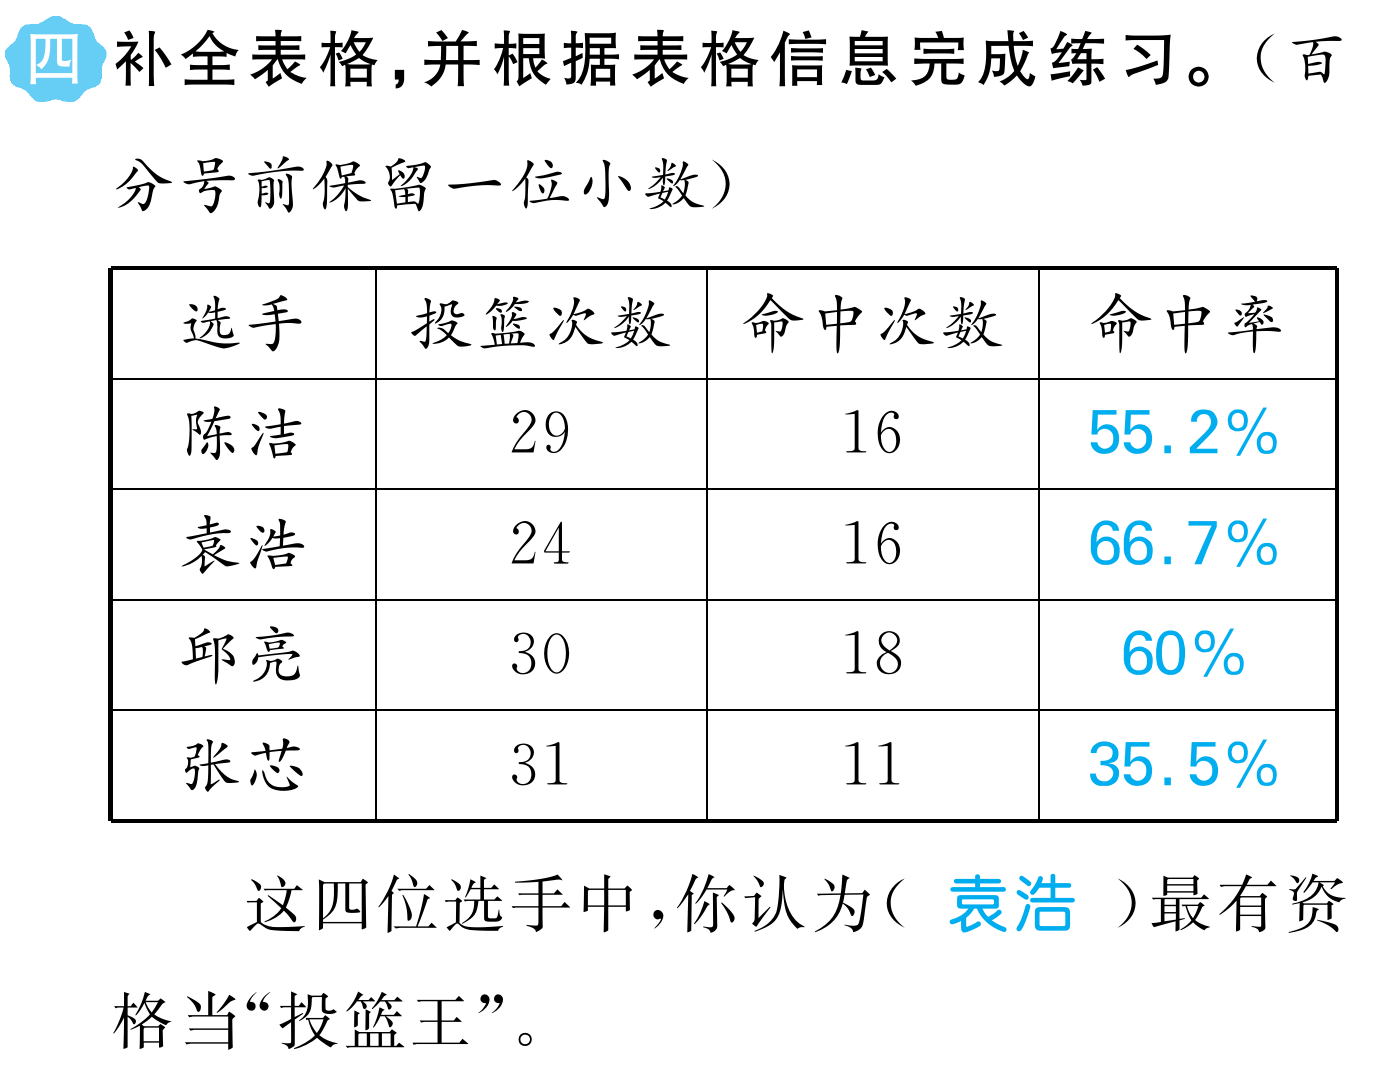 四 补全表格,并根据表格信息完成练习。(百
分号前保留一位小数)
选手 投篮次数 命中次数 命中率
陈洁 29 16 55.2%
袁浩 24 16 66.7%
邱亮 30 18 60%
张芯 31 11 35.5%
这四位选手中,你认为( 袁浩 )最有资
格当“投篮王”。